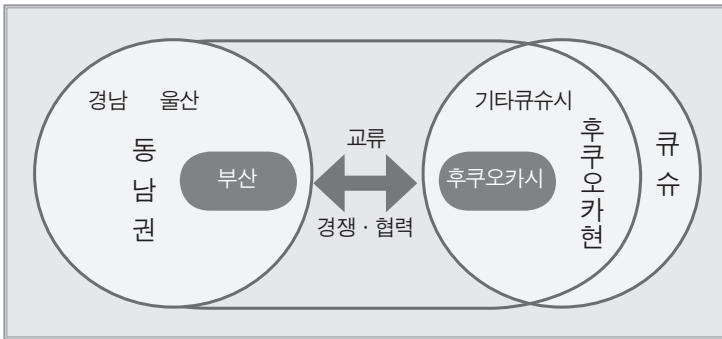 경남 울산
동남권
부산
교류
경쟁 · 협력
기타큐슈시
후쿠오카시
후쿠오카현
큐슈